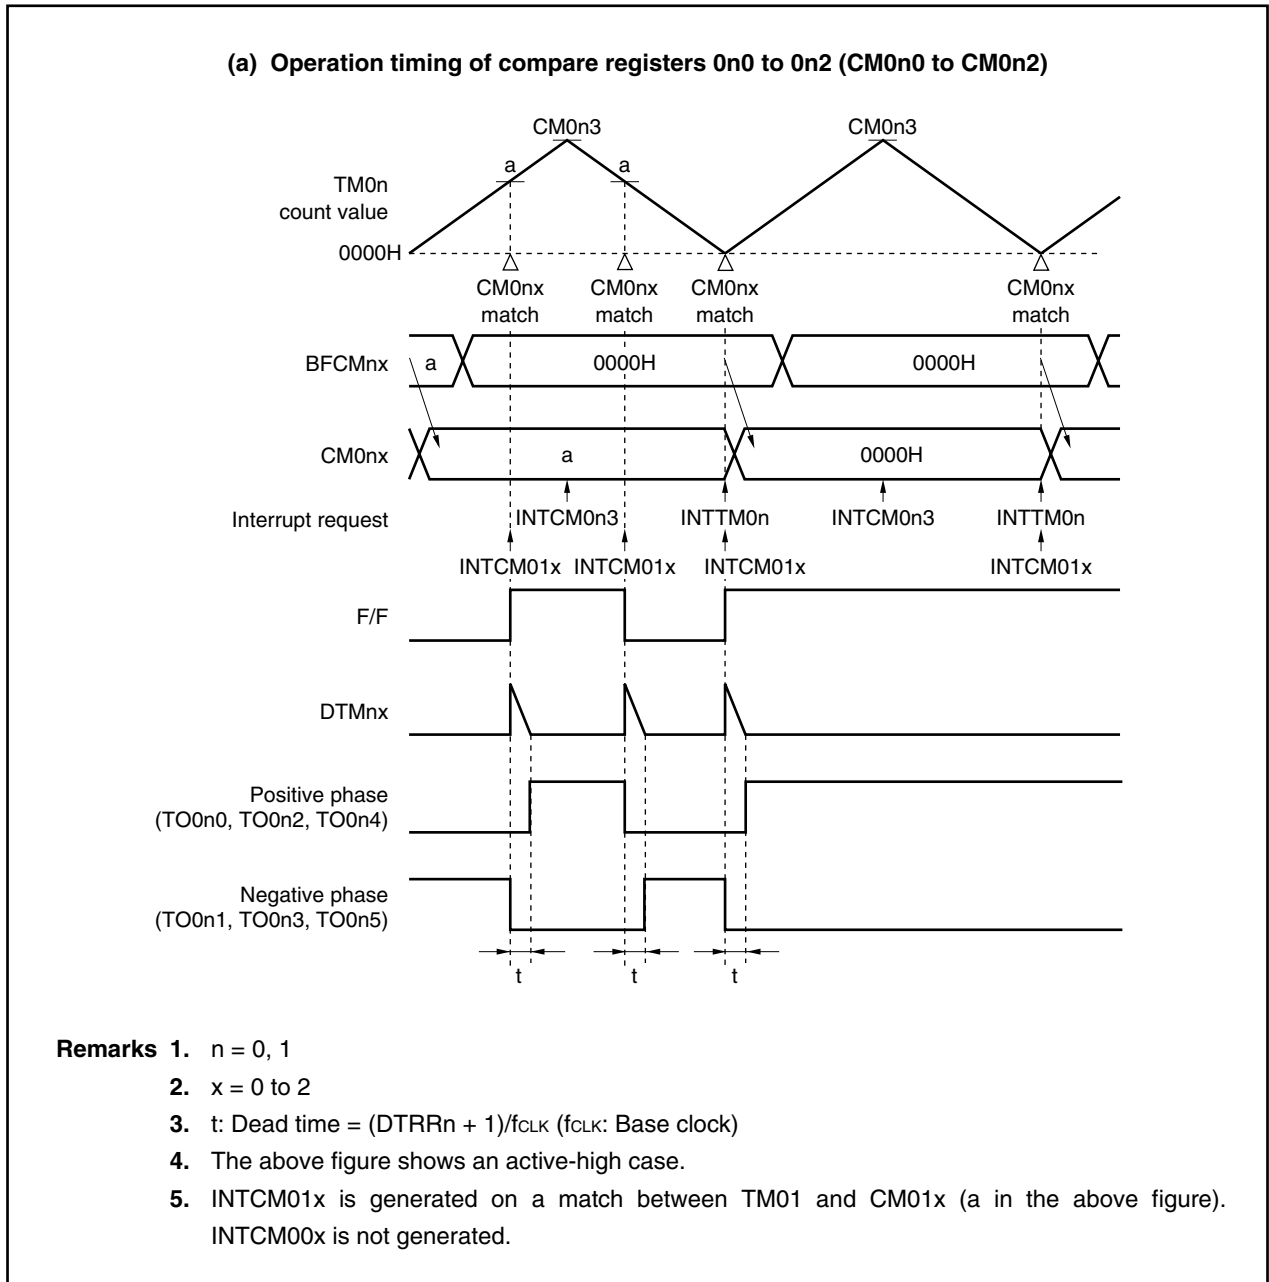 (a) Operation timing of compare registers 0n0 to 0n2 (CM0n0 to CM0n2)
CM0n3 CM0n3
a a
TM0n
count value
0000H
CM0nx CM0nx CM0nx CM0nx
match match match match
BFCMnx a 0000H 0000H
CM0nx a 0000H
Interrupt request INTCM0n3 INTTM0n INTCM0n3 INTTM0n
INTCM01x INTCM01x INTCM01x INTCM01x
F/F
DTMnx
Positive phase
(TO0n0, TO0n2, TO0n4)
Negative phase
(TO0n1, TO0n3, TO0n5)
t t t
Remarks 1. n = 0, 1
2. x = 0 to 2
3. t: Dead time = (DTRRn + 1)/fCLK (fCLK: Base clock)
4. The above figure shows an active-high case.
5. INTCM01x is generated on a match between TM01 and CM01x (a in the above figure).
INTCM00x is not generated.